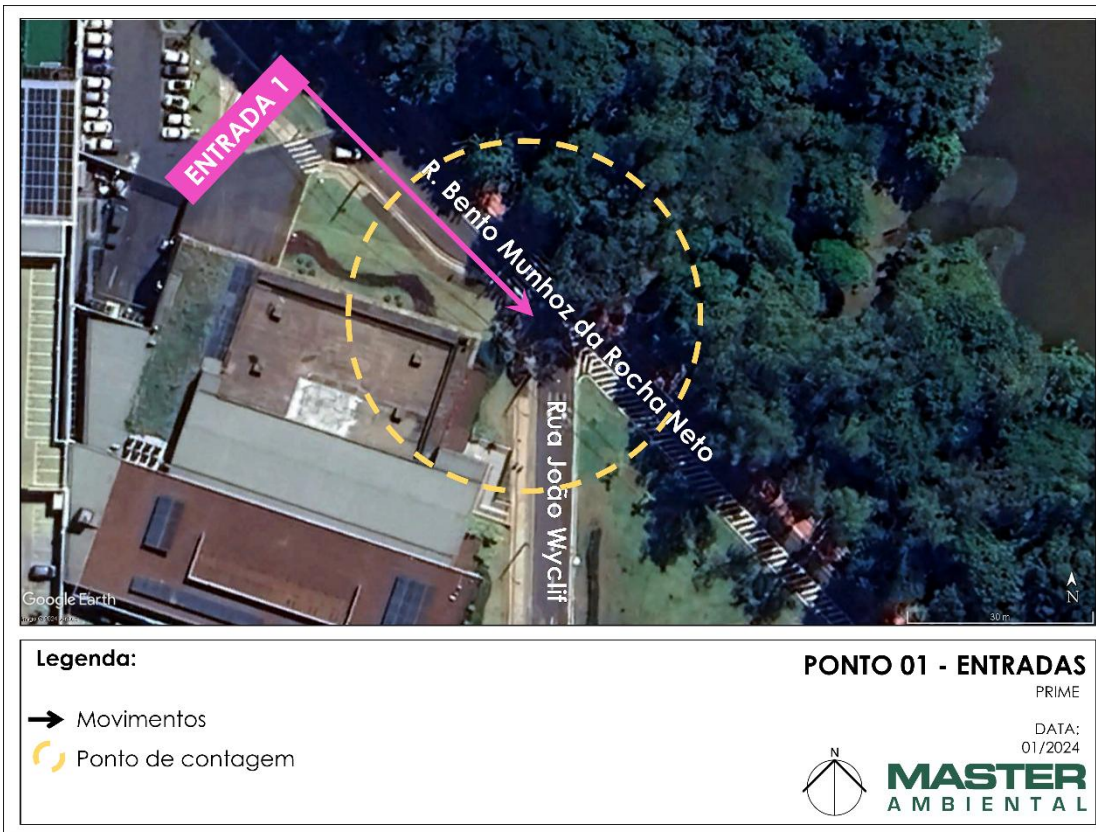 ENTRADA 1
R. Bento Munhoz da Rocha Neto
Rua João Wyclif
Google Earth
N
30 m
Legenda:
Movimentos
Ponto de contagem
PONTO 01 - ENTRADAS
PRIME
DATA:
01/2024
N
MASTER
AMBIENTAL